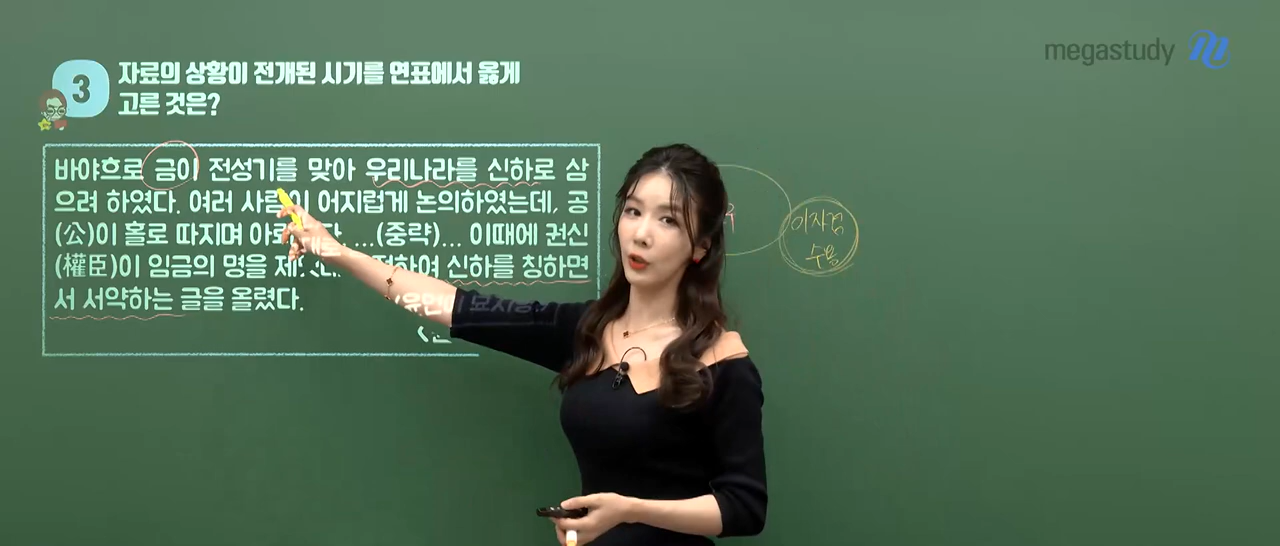 megastudy
3
자료의 상황이 전개된 시기를 연표에서 옳게
고른 것은?
바야흐로 금이 전성기를 맞아 우리나라를 신하로 삼
으려 하였다. 여러 사람이 어지럽게 논의하였는데, 공
(公)이 홀로 따지며 …(중략)… 이때에 권신
(權臣)이 임금의 명을 신하를 칭하면
서 서약하는 글을 올렸다.
이자겸
수용